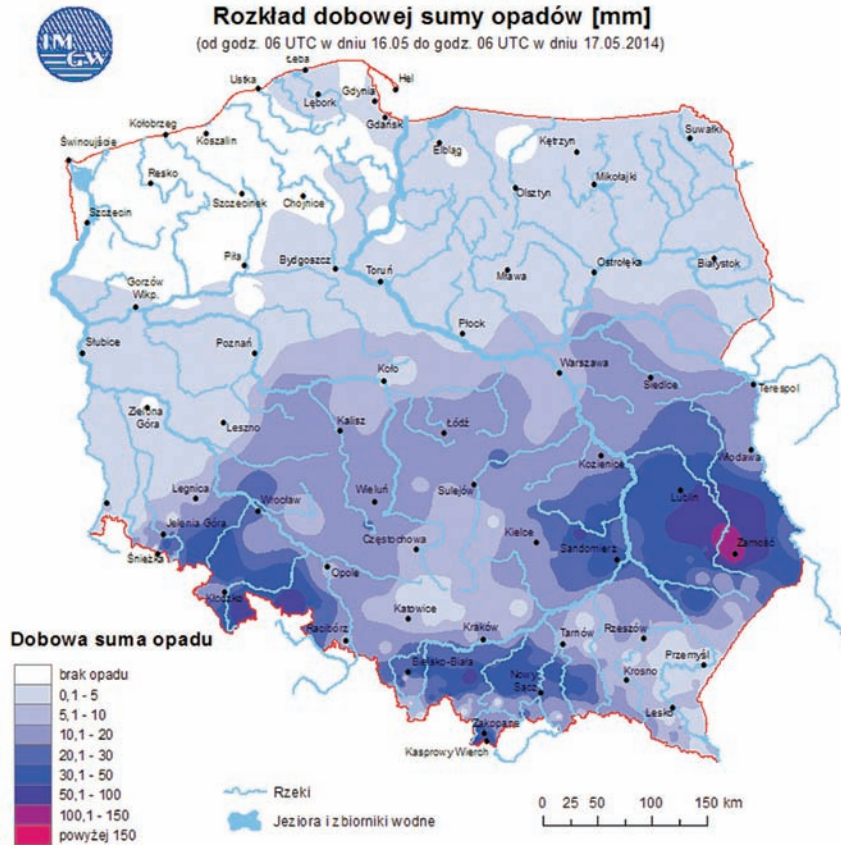 IM
GW
Rozkład dobowej sumy opadów [mm]
(od godz. 06 UTC w dniu 16.05 do godz. 06 UTC w dniu 17.05.2014)
Łeba
Hel
Ustka
Gdynia
Lębork
Gdańsk
Kołobrzeg
Koszalin
Świnoujście
Elbląg
Kętrzyn
Suwałki
Resko
Szczecinek
Chojnice
Olsztyn
Mikołajki
Szczecin
Piła
Bydgoszcz
Toruń
Mława
Ostrołęka
Białystok
Gorzów
Wlkp.
Płock
Słubice
Poznań
Koło
Warszawa
Siedlce
Terespol
Zielona
Góra
Leszno
Kalisz
Łódź
Kozienice
Włodawa
Legnica
Wrocław
Wieluń
Sulejów
Lublin
Jelenia Góra
Częstochowa
Kielce
Sandomierz
Zamość
Śnieżka
Opole
Kłodzko
Katowice
Racibórz
Kraków
Tarnów
Rzeszów
Przemyśl
Bielsko-Biała
Nowy
Sącz
Krosno
Lesko
Zakopane
Kasprowy Wierch
Dobowa suma opadu
brak opadu
0,1 - 5
5,1 - 10
10,1 - 20
20,1 - 30
30,1 - 50
50,1 - 100
100,1 - 150
powyżej 150
Rzeki
Jeziora i zbiorniki wodne
0 25 50 100 150 km